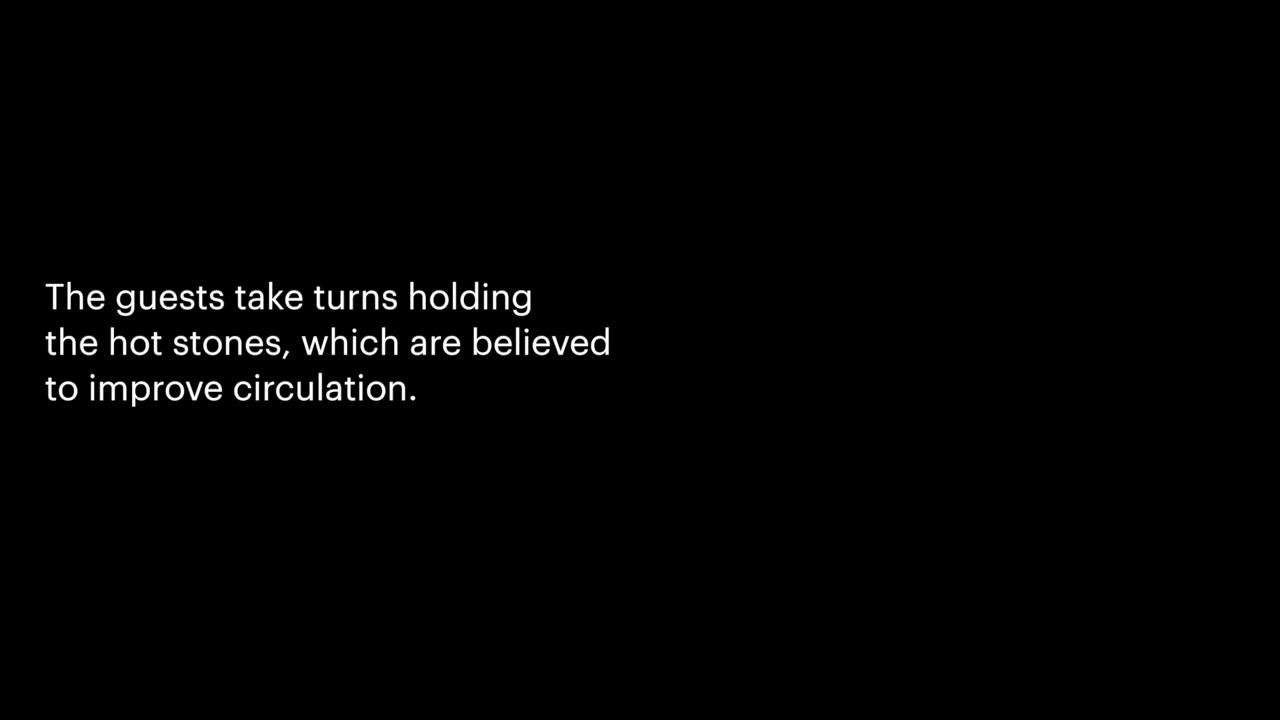 The guests take turns holding
the hot stones, which are believed
to improve circulation.